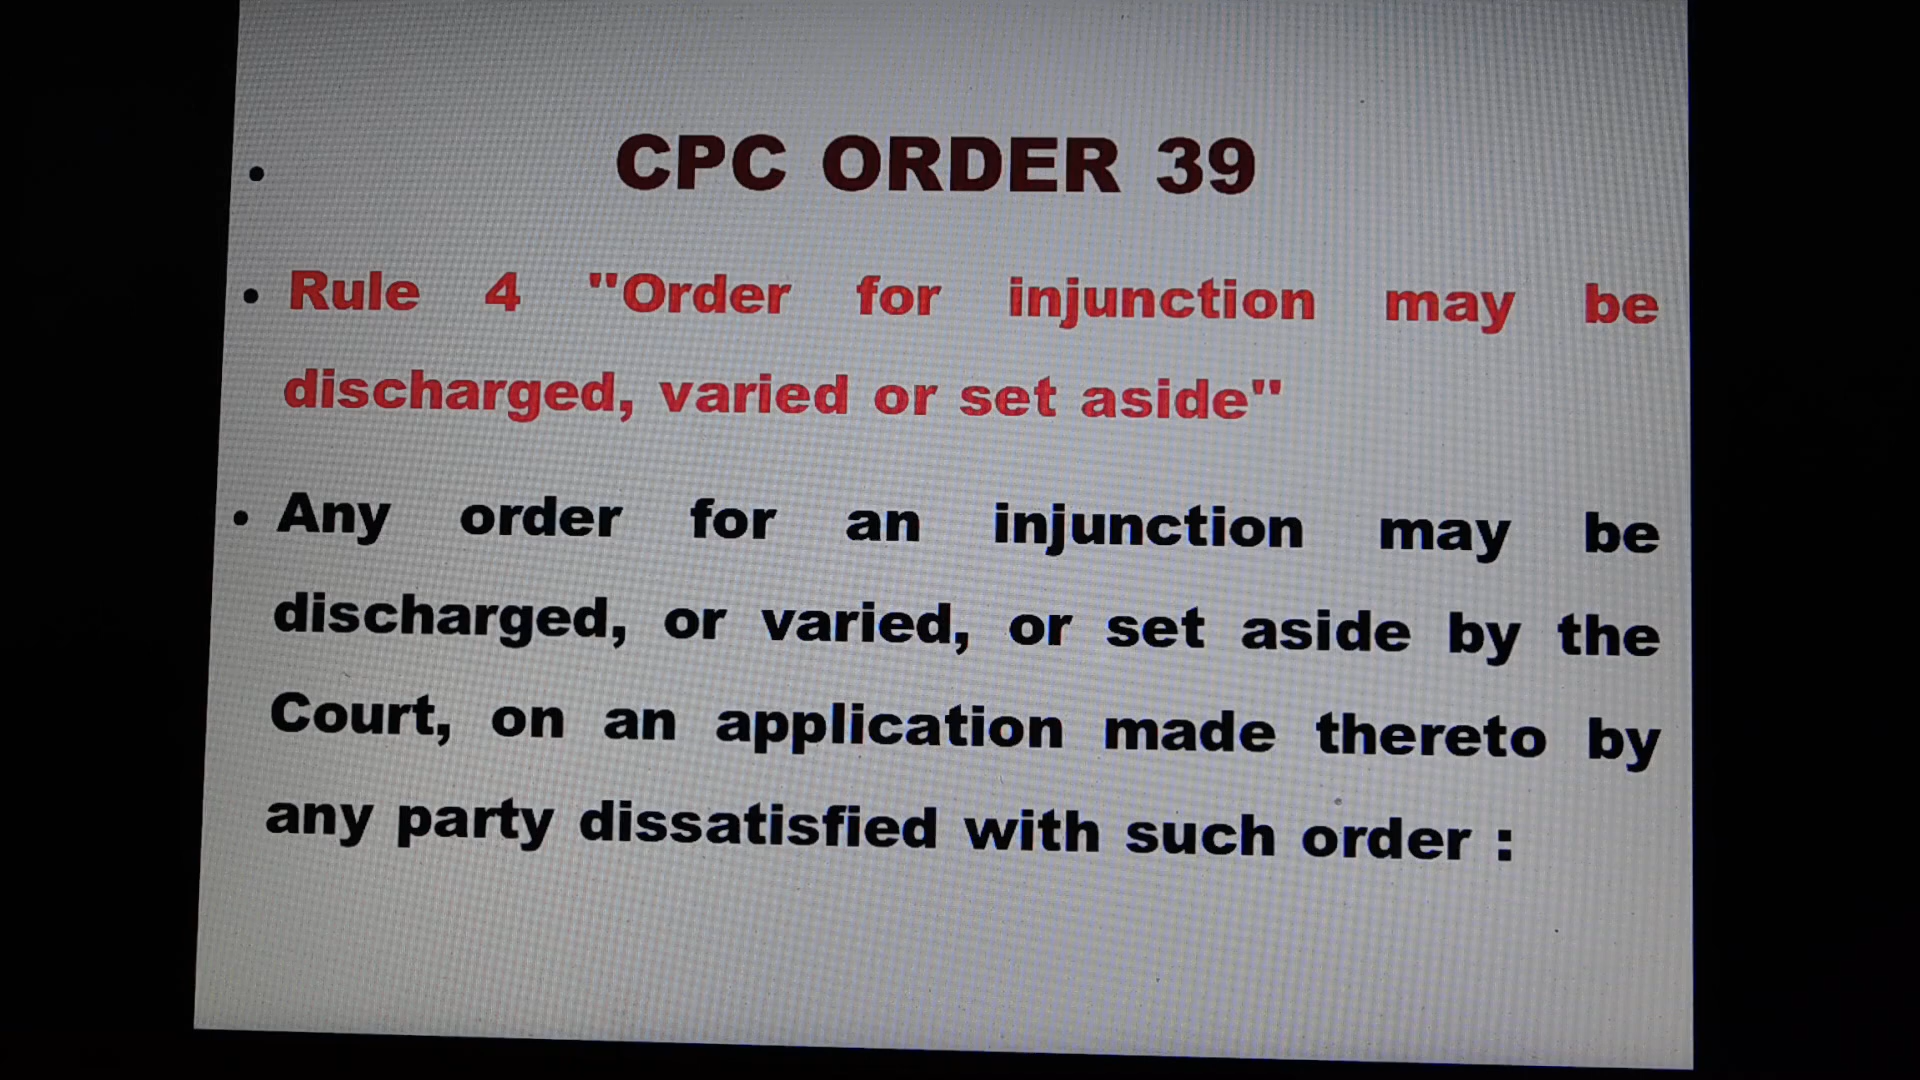 CPC ORDER 39
Rule 4 "Order for injunction may be
discharged, varied or set aside"
Any order for an injunction may be
discharged, or varied, or set aside by the
Court, on an application made thereto by
any party dissatisfied with such order :